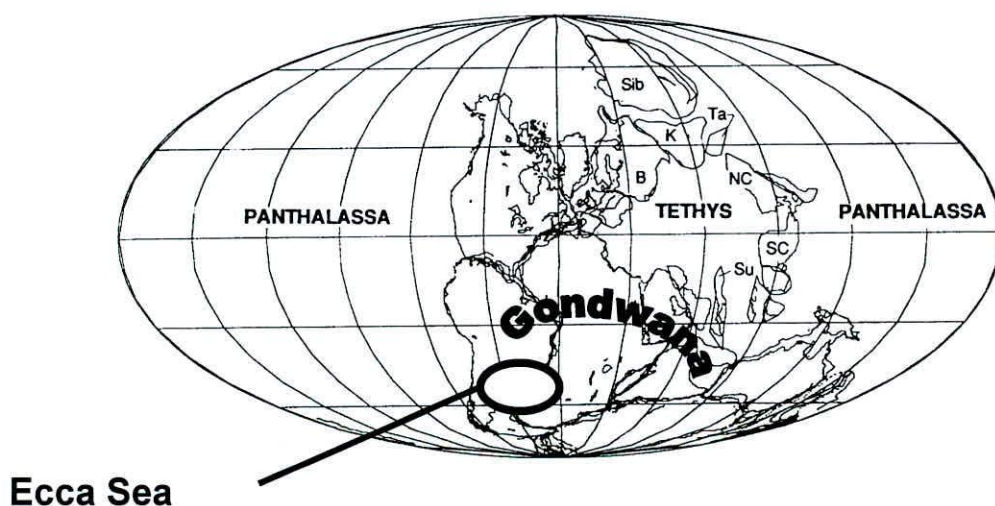 Sib
Ta
K
B
NC
PANTHALASSA
TETHYS
PANTHALASSA
SC
Su
Gondwana
Ecca Sea